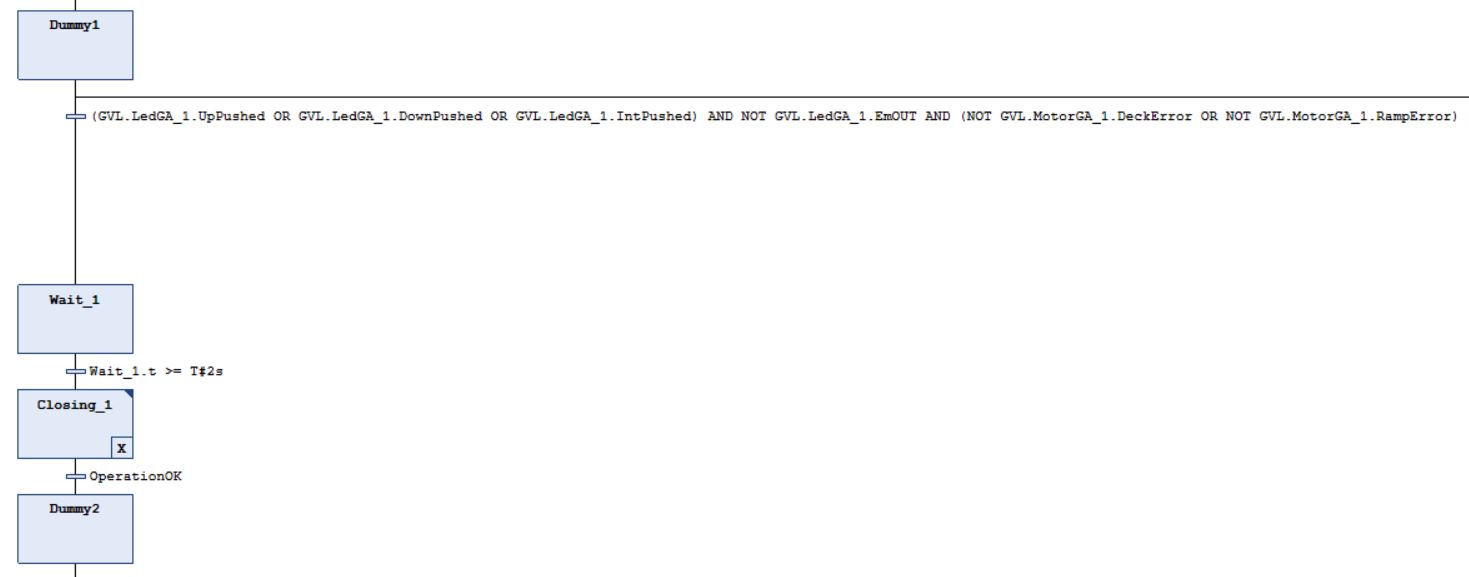 Dummy1
(GVL.LedGA_1.UpPushed OR GVL.LedGA_1.DownPushed OR GVL.LedGA_1.IntPushed) AND NOT GVL.LedGA_1.EmOUT AND (NOT GVL.MotorGA_1.DeckError OR NOT GVL.MotorGA_1.RampError)
Wait_1
Wait_1.t >= T#2s
Closing_1
X
OperationOK
Dummy2